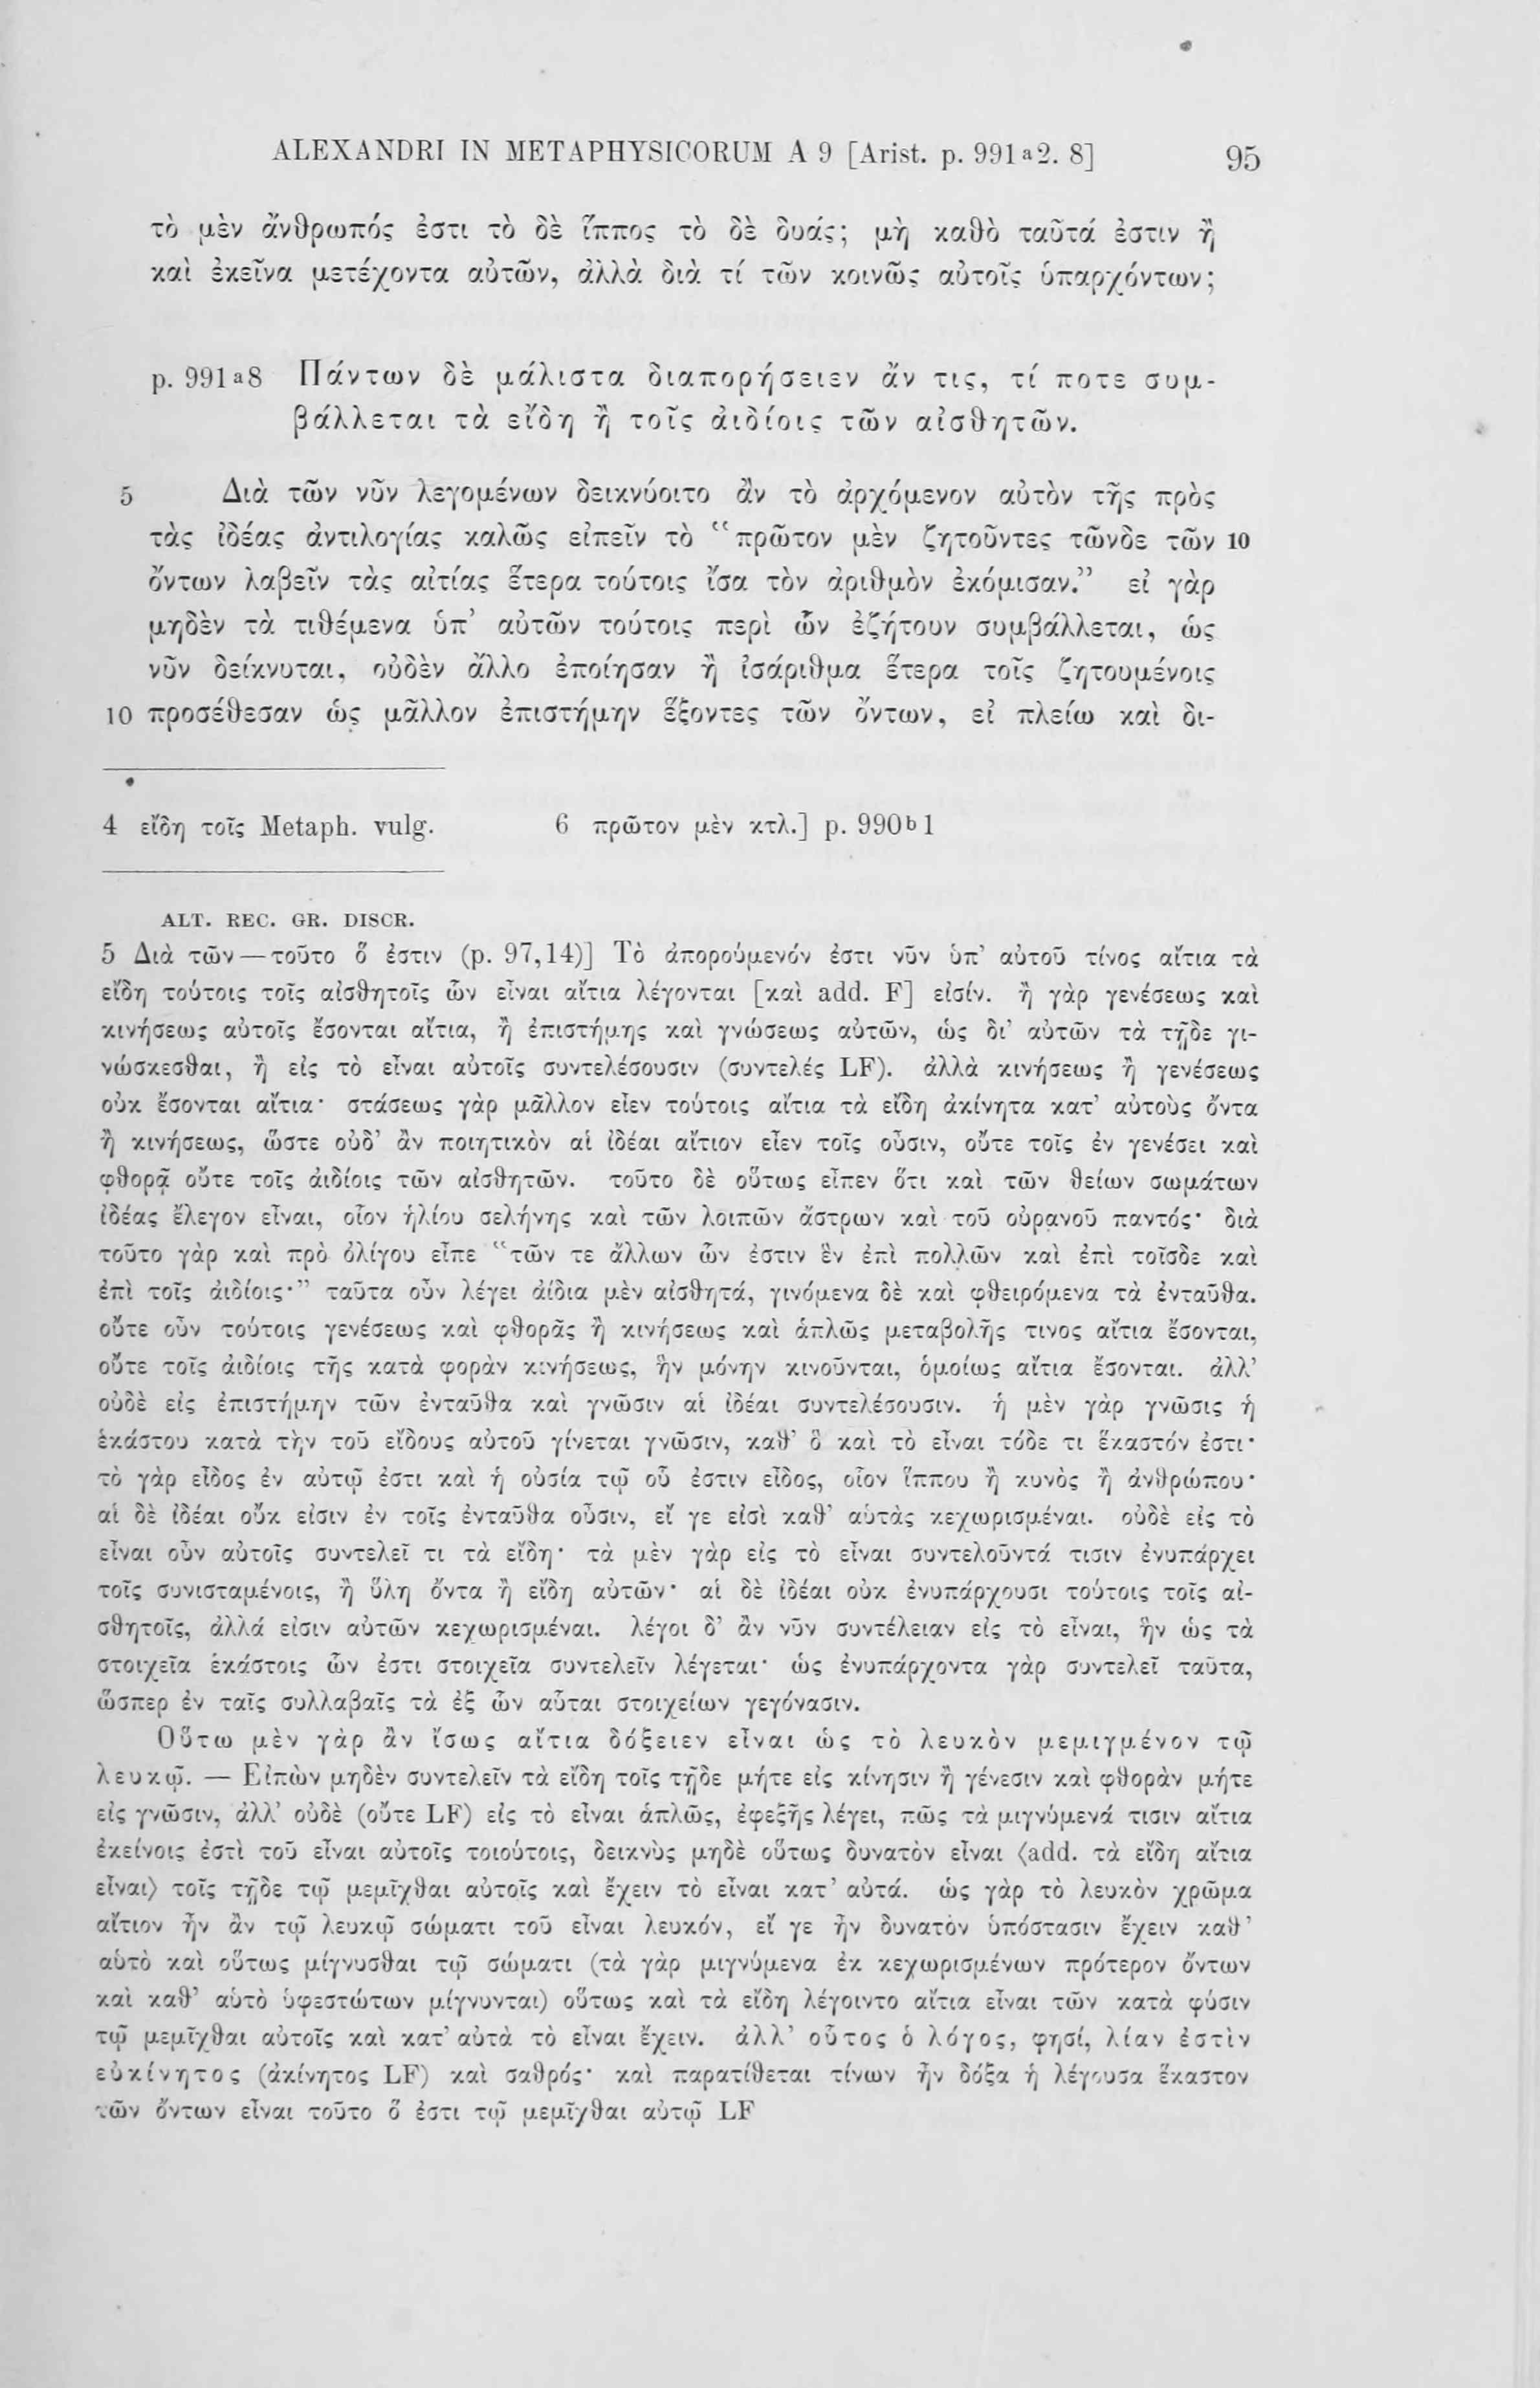 ALEXANDRI IN METAPHYSICORUM A 9 [Arist. p. 991ᵃ2. 8] 95
τὸ μὲν ἄνθρωπός ἐστι τὸ δὲ ἵππος τὸ δὲ δυάς; μὴ καθὸ ταῦτά ἐστιν ἢ
καὶ ἐκεῖνα μετέχοντα αὐτῶν, ἀλλὰ διὰ τί τῶν κοινῶς αὐτοῖς ὑπαρχόντων;
p. 991ᵃ8 Πάντων δὲ μάλιστα διαπορήσειεν ἄν τις, τί ποτε συμ-
βάλλεται τὰ εἴδη ἢ τοῖς ἀιδίοις τῶν αἰσθητῶν.
5 Διὰ τῶν νῦν λεγομένων δεικνύοιτο ἂν τὸ ἀρχόμενον αὐτὸν τῆς πρὸς
τὰς ἰδέας ἀντιλογίας καλῶς εἰπεῖν τὸ “πρῶτον μὲν ζητοῦντες τῶνδε τῶν 10
ὄντων λαβεῖν τὰς αἰτίας ἕτερα τούτοις ἴσα τὸν ἀριθμὸν ἐκόμισαν.” εἰ γὰρ
μηδὲν τὰ τιθέμενα ὑπ’ αὐτῶν τούτοις περὶ ὧν ἐζήτουν συμβάλλεται, ὡς
νῦν δείκνυται, οὐδὲν ἄλλο ἐποίησαν ἢ ἰσάριθμα ἕτερα τοῖς ζητουμένοις
10 προσέθεσαν ὡς μᾶλλον ἐπιστήμην ἕξοντες τῶν ὄντων, εἰ πλείω καὶ δι-
4 εἴδη τοῖς Metaph. vulg. 6 πρῶτον μὲν κτλ.] p. 990ᵇ1
ALT. REC. GR. DISCR.
5 Διὰ τῶν—τοῦτο ὅ ἐστιν (p. 97,14)] Τὸ ἀπορούμενόν ἐστι νῦν ὑπ’ αὐτοῦ τίνος αἴτια τὰ
εἴδη τούτοις τοῖς αἰσθητοῖς ὧν εἶναι αἴτια λέγονται [καὶ add. F] εἰσίν. ἢ γὰρ γενέσεως καὶ
κινήσεως αὐτοῖς ἔσονται αἴτια, ἢ ἐπιστήμης καὶ γνώσεως αὐτῶν, ὡς δι’ αὐτῶν τὰ τῇδε γι-
νώσκεσθαι, ἢ εἰς τὸ εἶναι αὐτοῖς συντελέσουσιν (συντελές LF). ἀλλὰ κινήσεως ἢ γενέσεως
οὐκ ἔσονται αἴτια· στάσεως γὰρ μᾶλλον εἶεν τούτοις αἴτια τὰ εἴδη ἀκίνητα κατ’ αὐτοὺς ὄντα
ἢ κινήσεως, ὥστε οὐδ’ ἂν ποιητικὸν αἱ ἰδέαι αἴτιον εἶεν τοῖς οὖσιν, οὔτε τοῖς ἐν γενέσει καὶ
φθορᾷ οὔτε τοῖς ἀιδίοις τῶν αἰσθητῶν. τοῦτο δὲ οὕτως εἶπεν ὅτι καὶ τῶν θείων σωμάτων
ἰδέας ἔλεγον εἶναι, οἷον ἡλίου σελήνης καὶ τῶν λοιπῶν ἄστρων καὶ τοῦ οὐρανοῦ παντός· διὰ
τοῦτο γὰρ καὶ πρὸ ὀλίγου εἶπε “τῶν τε ἄλλων ὧν ἐστιν ἓν ἐπὶ πολλῶν καὶ ἐπὶ τοῖσδε καὶ
ἐπὶ τοῖς ἀιδίοις·” ταῦτα οὖν λέγει ἀίδια μὲν αἰσθητά, γινόμενα δὲ καὶ φθειρόμενα τὰ ἐνταῦθα.
οὔτε οὖν τούτοις γενέσεως καὶ φθορᾶς ἢ κινήσεως καὶ ἁπλῶς μεταβολῆς τινος αἴτια ἔσονται,
οὔτε τοῖς ἀιδίοις τῆς κατὰ φορὰν κινήσεως, ἣν μόνην κινοῦνται, ὁμοίως αἴτια ἔσονται. ἀλλ’
οὐδὲ εἰς ἐπιστήμην τῶν ἐνταῦθα καὶ γνῶσιν αἱ ἰδέαι συντελέσουσιν. ἡ μὲν γὰρ γνῶσις ἡ
ἑκάστου κατὰ τὴν τοῦ εἴδους αὐτοῦ γίνεται γνῶσιν, καθ’ ὃ καὶ τὸ εἶναι τόδε τι ἕκαστόν ἐστι·
τὸ γὰρ εἶδος ἐν αὐτῷ ἐστι καὶ ἡ οὐσία τῷ οὗ ἐστιν εἶδος, οἷον ἵππου ἢ κυνὸς ἢ ἀνθρώπου·
αἱ δὲ ἰδέαι οὔκ εἰσιν ἐν τοῖς ἐνταῦθα οὖσιν, εἴ γε εἰσὶ καθ’ αὑτὰς κεχωρισμέναι. οὐδὲ εἰς τὸ
εἶναι οὖν αὐτοῖς συντελεῖ τι τὰ εἴδη· τὰ μὲν γὰρ εἰς τὸ εἶναι συντελοῦντά τισιν ἐνυπάρχει
τοῖς συνισταμένοις, ἢ ὕλη ὄντα ἢ εἴδη αὐτῶν· αἱ δὲ ἰδέαι οὐκ ἐνυπάρχουσι τούτοις τοῖς αἰ-
σθητοῖς, ἀλλά εἰσιν αὐτῶν κεχωρισμέναι. λέγοι δ’ ἂν νῦν συντέλειαν εἰς τὸ εἶναι, ἣν ὡς τὰ
στοιχεῖα ἑκάστοις ὧν ἐστι στοιχεῖα συντελεῖν λέγεται· ὡς ἐνυπάρχοντα γὰρ συντελεῖ ταῦτα,
ὥσπερ ἐν ταῖς συλλαβαῖς τὰ ἐξ ὧν αὗται στοιχείων γεγόνασιν.
Οὕτω μὲν γὰρ ἂν ἴσως αἴτια δόξειεν εἶναι ὡς τὸ λευκὸν μεμιγμένον τῷ
λευκῷ. — Εἰπὼν μηδὲν συντελεῖν τὰ εἴδη τοῖς τῇδε μήτε εἰς κίνησιν ἢ γένεσιν καὶ φθορὰν μήτε
εἰς γνῶσιν, ἀλλ’ οὐδὲ (οὔτε LF) εἰς τὸ εἶναι ἁπλῶς, ἐφεξῆς λέγει, πῶς τὰ μιγνύμενά τισιν αἴτια
ἐκείνοις ἐστὶ τοῦ εἶναι αὐτοῖς τοιούτοις, δεικνὺς μηδὲ οὕτως δυνατὸν εἶναι ⟨add. τὰ εἴδη αἴτια
εἶναι⟩ τοῖς τῇδε τῷ μεμῖχθαι αὐτοῖς καὶ ἔχειν τὸ εἶναι κατ’ αὐτά. ὡς γὰρ τὸ λευκὸν χρῶμα
αἴτιον ἦν ἂν τῷ λευκῷ σώματι τοῦ εἶναι λευκόν, εἴ γε ἦν δυνατὸν ὑπόστασιν ἔχειν καθ’
αὑτὸ καὶ οὕτως μίγνυσθαι τῷ σώματι (τὰ γὰρ μιγνύμενα ἐκ κεχωρισμένων πρότερον ὄντων
καὶ καθ’ αὑτὸ ὑφεστώτων μίγνυνται) οὕτως καὶ τὰ εἴδη λέγοιντο αἴτια εἶναι τῶν κατὰ φύσιν
τῷ μεμῖχθαι αὐτοῖς καὶ κατ’ αὐτὰ τὸ εἶναι ἔχειν. ἀλλ’ οὗτος ὁ λόγος, φησί, λίαν ἐστὶν
εὐκίνητος (ἀκίνητος LF) καὶ σαθρός· καὶ παρατίθεται τίνων ἦν δόξα ἡ λέγουσα ἕκαστον
τῶν ὄντων εἶναι τοῦτο ὅ ἐστι τῷ μεμῖχθαι αὐτῷ LF